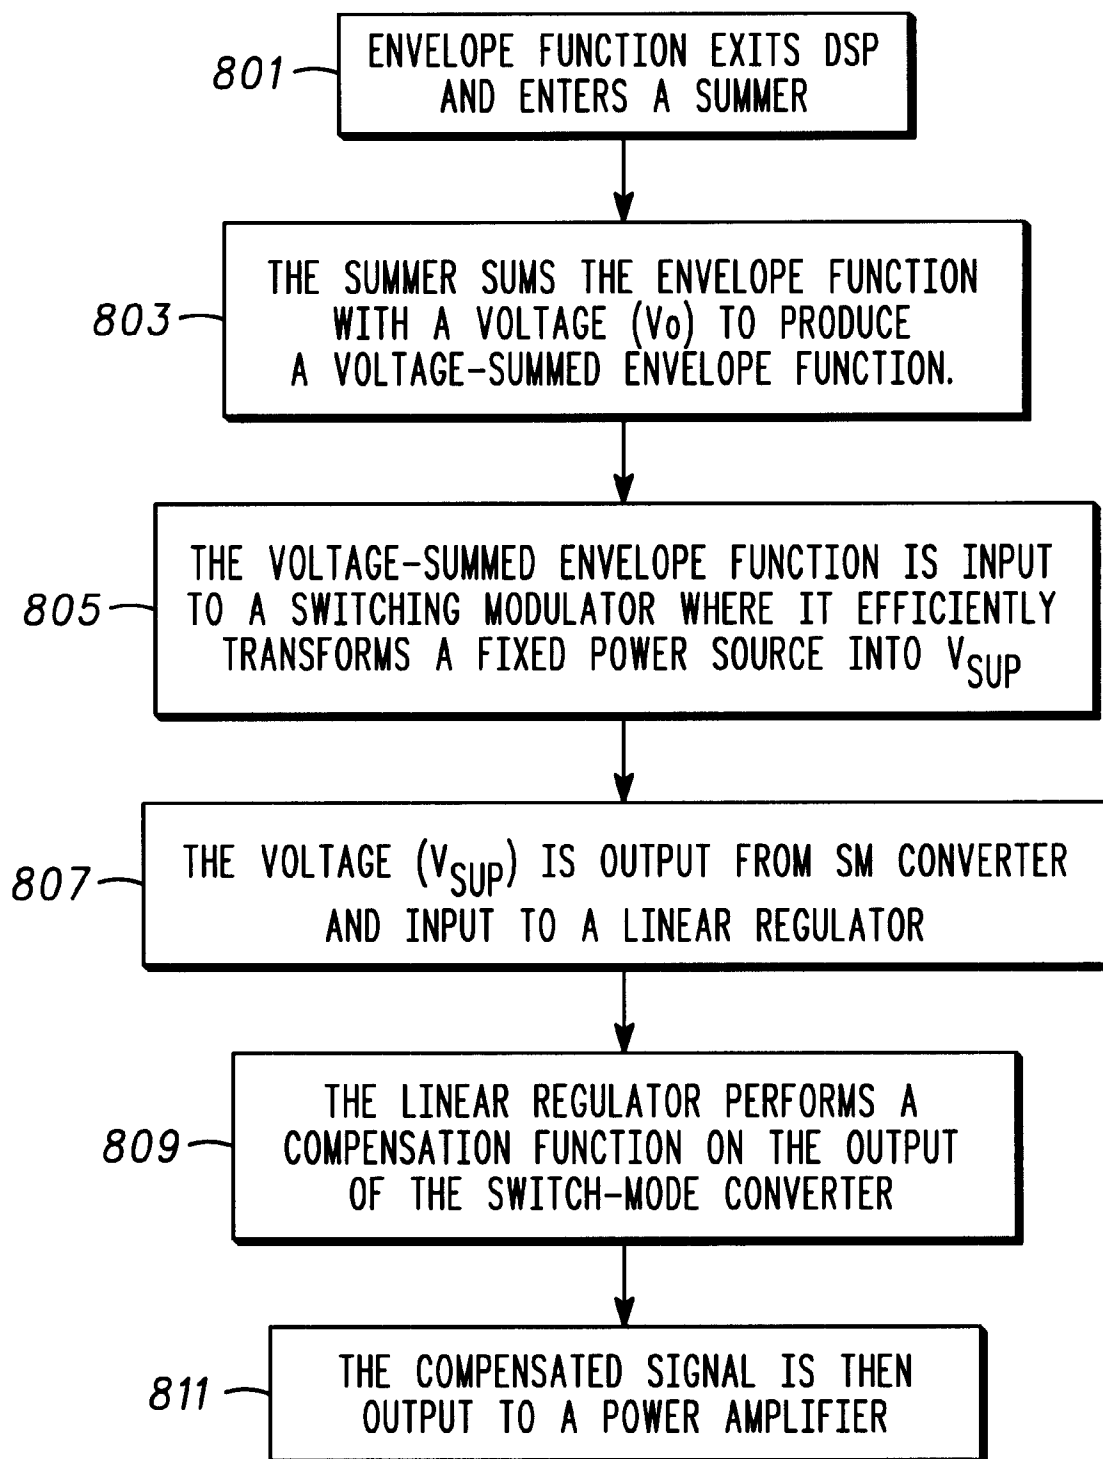 801
ENVELOPE FUNCTION EXITS DSP
AND ENTERS A SUMMER
803
THE SUMMER SUMS THE ENVELOPE FUNCTION
WITH A VOLTAGE (Vo) TO PRODUCE
A VOLTAGE-SUMMED ENVELOPE FUNCTION.
805
THE VOLTAGE-SUMMED ENVELOPE FUNCTION IS INPUT
TO A SWITCHING MODULATOR WHERE IT EFFICIENTLY
TRANSFORMS A FIXED POWER SOURCE INTO VSUP
807
THE VOLTAGE (VSUP) IS OUTPUT FROM SM CONVERTER
AND INPUT TO A LINEAR REGULATOR
809
THE LINEAR REGULATOR PERFORMS A
COMPENSATION FUNCTION ON THE OUTPUT
OF THE SWITCH-MODE CONVERTER
811
THE COMPENSATED SIGNAL IS THEN
OUTPUT TO A POWER AMPLIFIER